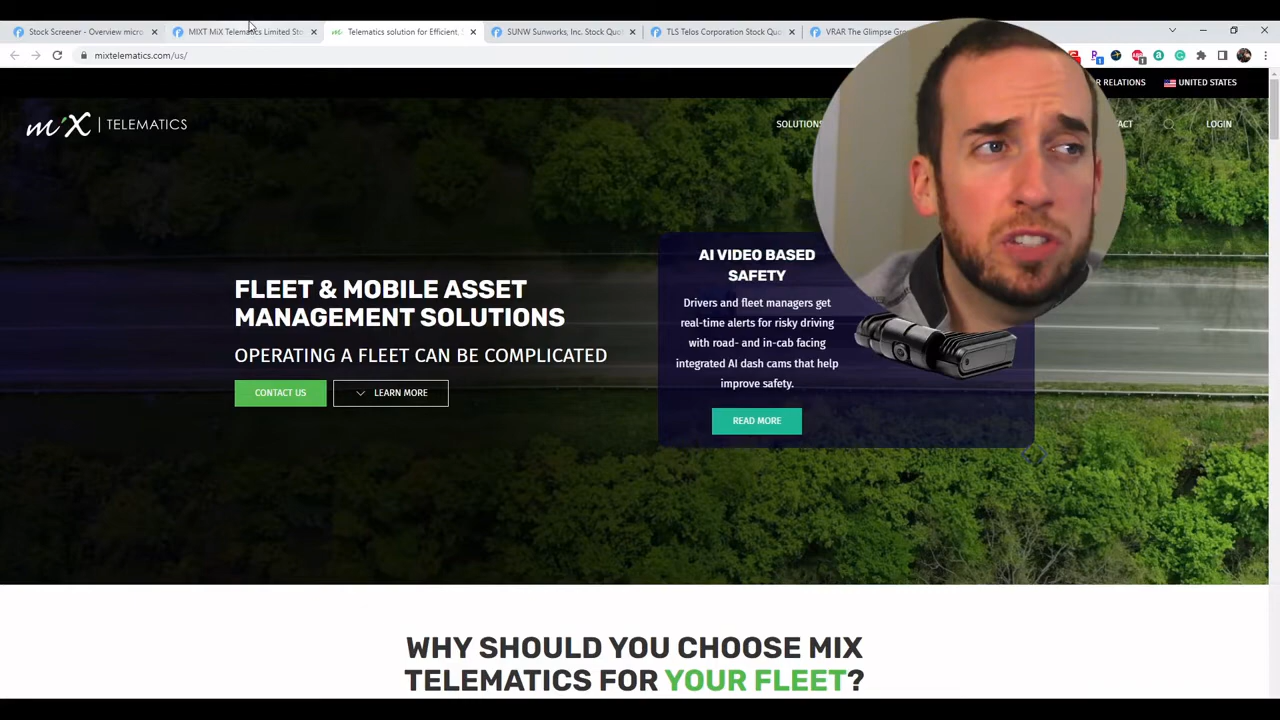 Stock Screener - Overview micro
MIXT MiX Telematics Limited Sto
Telematics solution for Efficient,
SUNW Sunworks, Inc. Stock Quo
TLS Telos Corporation Stock Quo
VRAR The Glimpse Gro
mixtelematics.com/us/
R RELATIONS
UNITED STATES
m'X | TELEMATICS
SOLUTIONS
ACT
LOGIN
FLEET & MOBILE ASSET
MANAGEMENT SOLUTIONS
OPERATING A FLEET CAN BE COMPLICATED
CONTACT US
LEARN MORE
AI VIDEO BASED
SAFETY
Drivers and fleet managers get
real-time alerts for risky driving
with road- and in-cab facing
integrated AI dash cams that help
improve safety.
READ MORE
WHY SHOULD YOU CHOOSE MIX
TELEMATICS FOR YOUR FLEET?